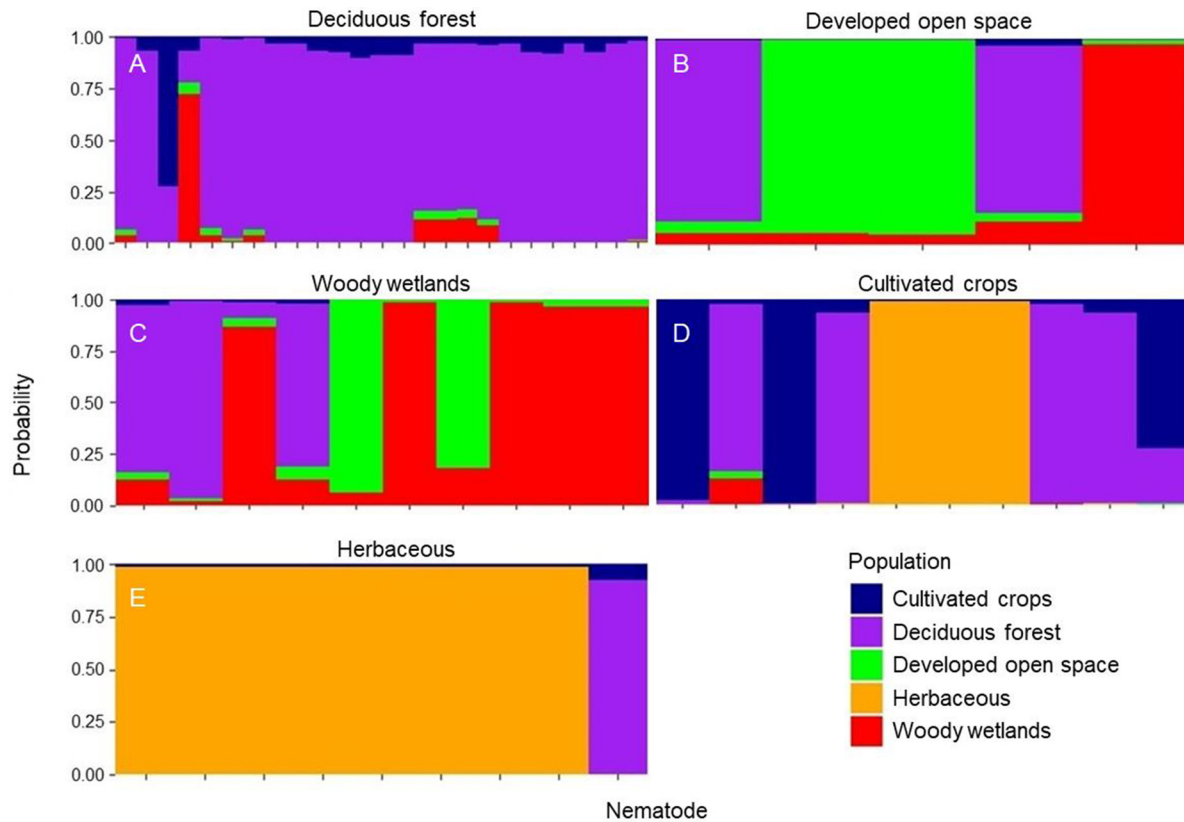 Deciduous forest
Developed open space
1.00
0.75
0.50
0.25
0.00
A
B
Woody wetlands
Cultivated crops
1.00
0.75
0.50
0.25
0.00
C
D
Probability
Herbaceous
1.00
0.75
0.50
0.25
0.00
E
Population
Cultivated crops
Deciduous forest
Developed open space
Herbaceous
Woody wetlands
Nematode